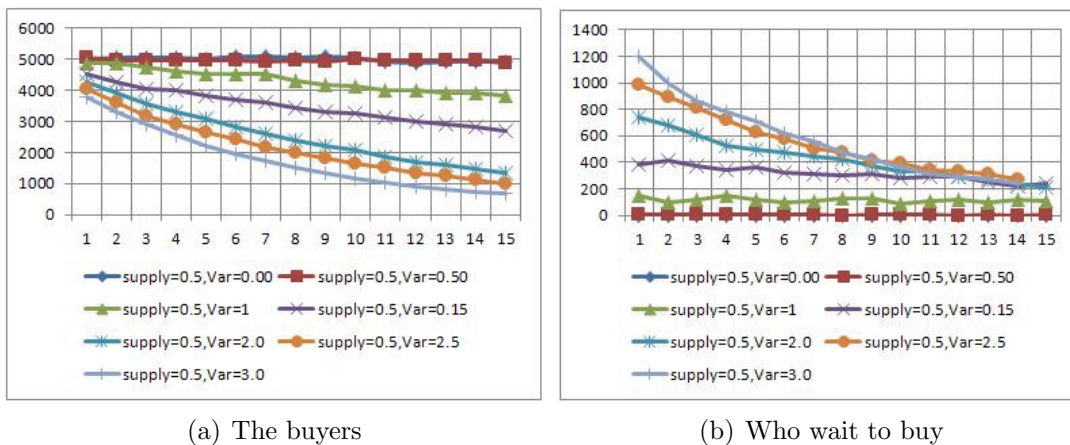 6000
5000
4000
3000
2000
1000
0
1 2 3 4 5 6 7 8 9 10 11 12 13 14 15
supply=0.5,Var=0.00 supply=0.5,Var=0.50
supply=0.5,Var=1 supply=0.5,Var=0.15
supply=0.5,Var=2.0 supply=0.5,Var=2.5
supply=0.5,Var=3.0
(a) The buyers
1400
1200
1000
800
600
400
200
0
1 2 3 4 5 6 7 8 9 10 11 12 13 14 15
supply=0.5,Var=0.00 supply=0.5,Var=0.50
supply=0.5,Var=1 supply=0.5,Var=0.15
supply=0.5,Var=2.0 supply=0.5,Var=2.5
supply=0.5,Var=3.0
(b) Who wait to buy